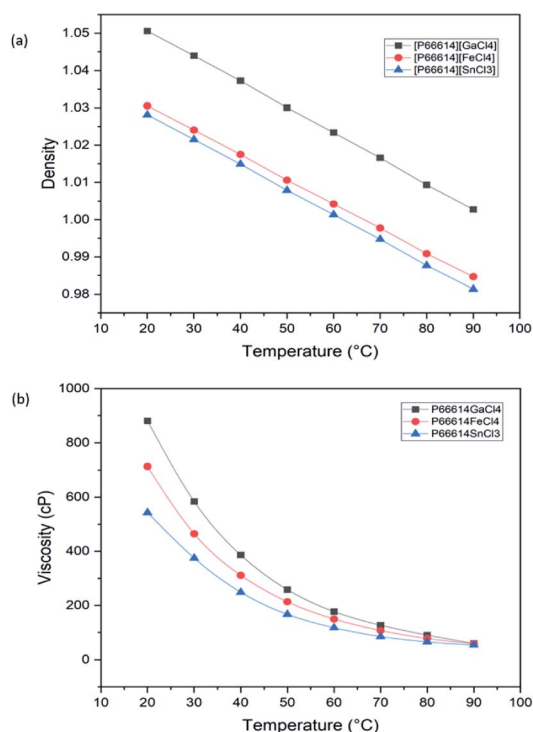 (a)
1.05
1.04
1.03
1.02
1.01
1.00
0.99
0.98
Density
[P66614][GaCl4]
[P66614][FeCl4]
[P66614][SnCl3]
10 20 30 40 50 60 70 80 90 100
Temperature (°C)
(b)
1000
800
600
400
200
0
Viscosity (cP)
P66614GaCl4
P66614FeCl4
P66614SnCl3
10 20 30 40 50 60 70 80 90 100
Temperature (°C)